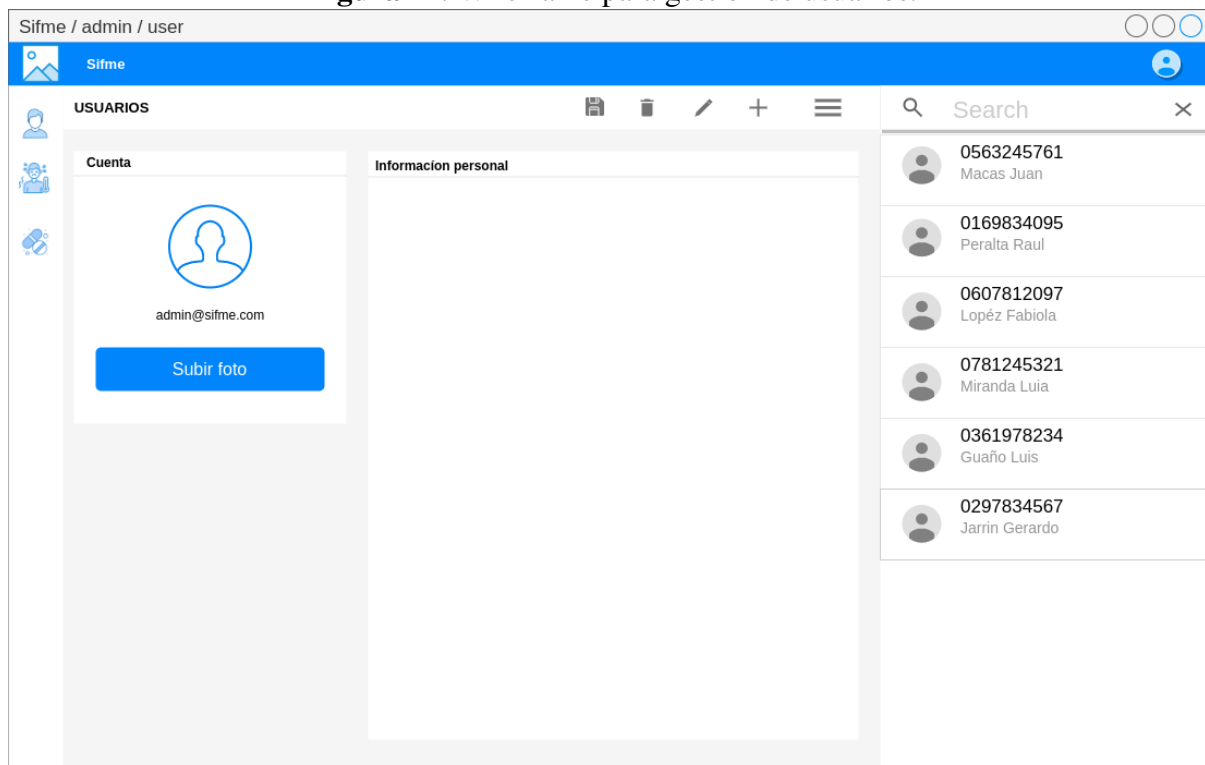 Sifme / admin / user
Sifme
USUARIOS
Cuenta
admin@sifme.com
Subir foto
Informacíon personal
Search
0563245761
Macas Juan
0169834095
Peralta Raul
0607812097
Lopéz Fabiola
0781245321
Miranda Luia
0361978234
Guaño Luis
0297834567
Jarrin Gerardo